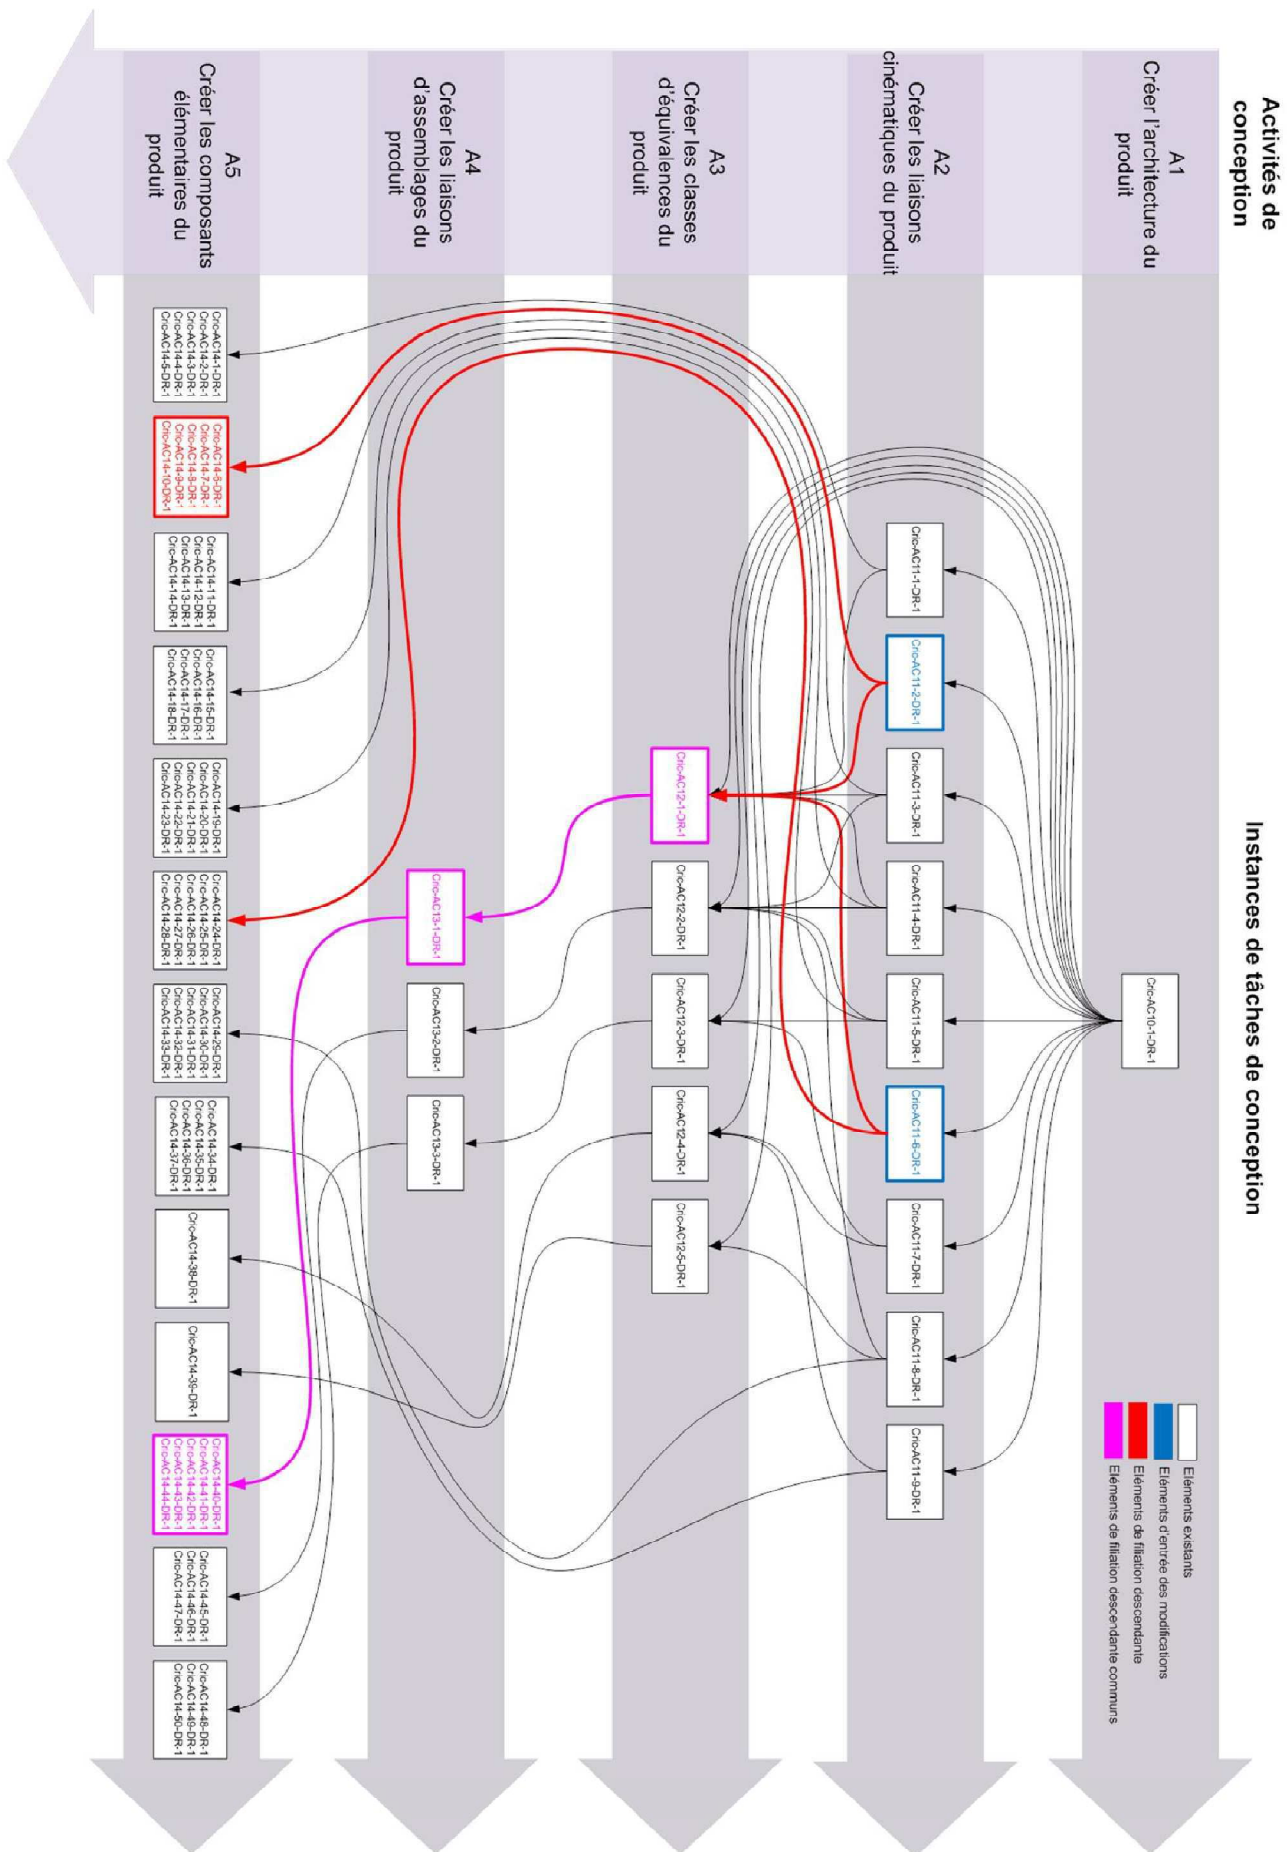 Activités de
conception
Instances de tâches de conception
A1
Créer l'architecture du
produit
Cric-AC10-1-DR-1
Eléments existants
Eléments d'entrée des modifications
Eléments de filiation descendante
Eléments de filiation descendante communs
A2
Créer les liaisons
cinématiques du produit
Cric-AC11-1-DR-1
Cric-AC11-2-DR-1
Cric-AC11-3-DR-1
Cric-AC11-4-DR-1
Cric-AC11-5-DR-1
Cric-AC11-6-DR-1
Cric-AC11-7-DR-1
Cric-AC11-8-DR-1
Cric-AC11-9-DR-1
A3
Créer les classes
d'équivalences du
produit
Cric-AC12-1-DR-1
Cric-AC12-2-DR-1
Cric-AC12-3-DR-1
Cric-AC12-4-DR-1
Cric-AC12-5-DR-1
A4
Créer les liaisons
d'assemblages du
produit
Cric-AC13-1-DR-1
Cric-AC13-2-DR-1
Cric-AC13-3-DR-1
A5
Créer les composants
élémentaires du
produit
Cric-AC14-1-DR-1
Cric-AC14-2-DR-1
Cric-AC14-3-DR-1
Cric-AC14-4-DR-1
Cric-AC14-5-DR-1
Cric-AC14-6-DR-1
Cric-AC14-7-DR-1
Cric-AC14-8-DR-1
Cric-AC14-9-DR-1
Cric-AC14-10-DR-1
Cric-AC14-11-DR-1
Cric-AC14-12-DR-1
Cric-AC14-13-DR-1
Cric-AC14-14-DR-1
Cric-AC14-15-DR-1
Cric-AC14-16-DR-1
Cric-AC14-17-DR-1
Cric-AC14-18-DR-1
Cric-AC14-19-DR-1
Cric-AC14-20-DR-1
Cric-AC14-21-DR-1
Cric-AC14-22-DR-1
Cric-AC14-23-DR-1
Cric-AC14-24-DR-1
Cric-AC14-25-DR-1
Cric-AC14-26-DR-1
Cric-AC14-27-DR-1
Cric-AC14-28-DR-1
Cric-AC14-29-DR-1
Cric-AC14-30-DR-1
Cric-AC14-31-DR-1
Cric-AC14-32-DR-1
Cric-AC14-33-DR-1
Cric-AC14-34-DR-1
Cric-AC14-35-DR-1
Cric-AC14-36-DR-1
Cric-AC14-37-DR-1
Cric-AC14-38-DR-1
Cric-AC14-39-DR-1
Cric-AC14-40-DR-1
Cric-AC14-41-DR-1
Cric-AC14-42-DR-1
Cric-AC14-43-DR-1
Cric-AC14-44-DR-1
Cric-AC14-45-DR-1
Cric-AC14-46-DR-1
Cric-AC14-47-DR-1
Cric-AC14-48-DR-1
Cric-AC14-49-DR-1
Cric-AC14-50-DR-1